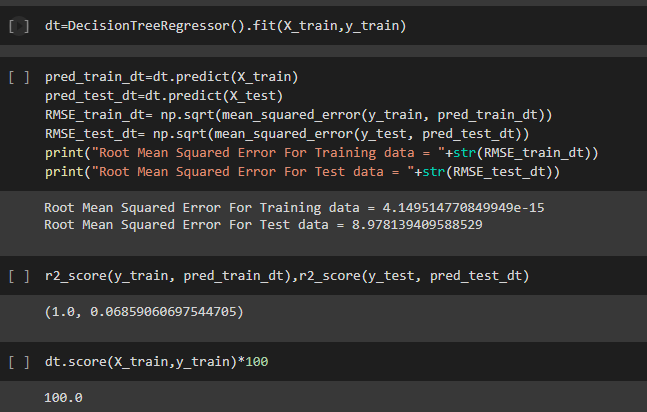 [ ] dt=DecisionTreeRegressor().fit(X_train,y_train)
[ ] pred_train_dt=dt.predict(X_train)
pred_test_dt=dt.predict(X_test)
RMSE_train_dt= np.sqrt(mean_squared_error(y_train, pred_train_dt))
RMSE_test_dt= np.sqrt(mean_squared_error(y_test, pred_test_dt))
print("Root Mean Squared Error For Training data = "+str(RMSE_train_dt))
print("Root Mean Squared Error For Test data = "+str(RMSE_test_dt))
Root Mean Squared Error For Training data = 4.149514770849949e-15
Root Mean Squared Error For Test data = 8.978139409588529
[ ] r2_score(y_train, pred_train_dt),r2_score(y_test, pred_test_dt)
(1.0, 0.06859060697544705)
[ ] dt.score(X_train,y_train)*100
100.0